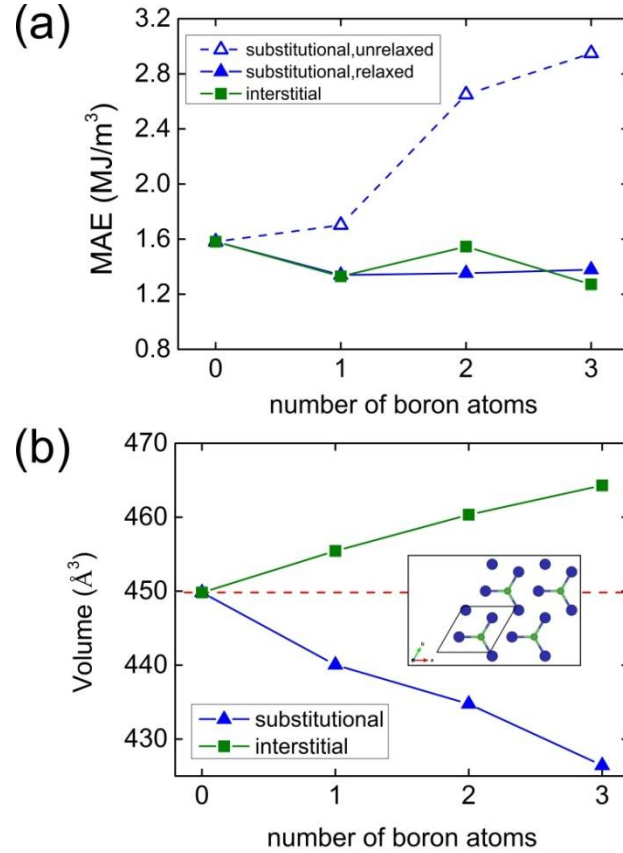 (a)
3.2
2.8
2.4
2.0
1.6
1.2
0.8
MAE (MJ/m³)
substitutional,unrelaxed
substitutional,relaxed
interstitial
0 1 2 3
number of boron atoms
(b)
470
460
450
440
430
Volume (Å³)
b
a
substitutional
interstitial
0 1 2 3
number of boron atoms